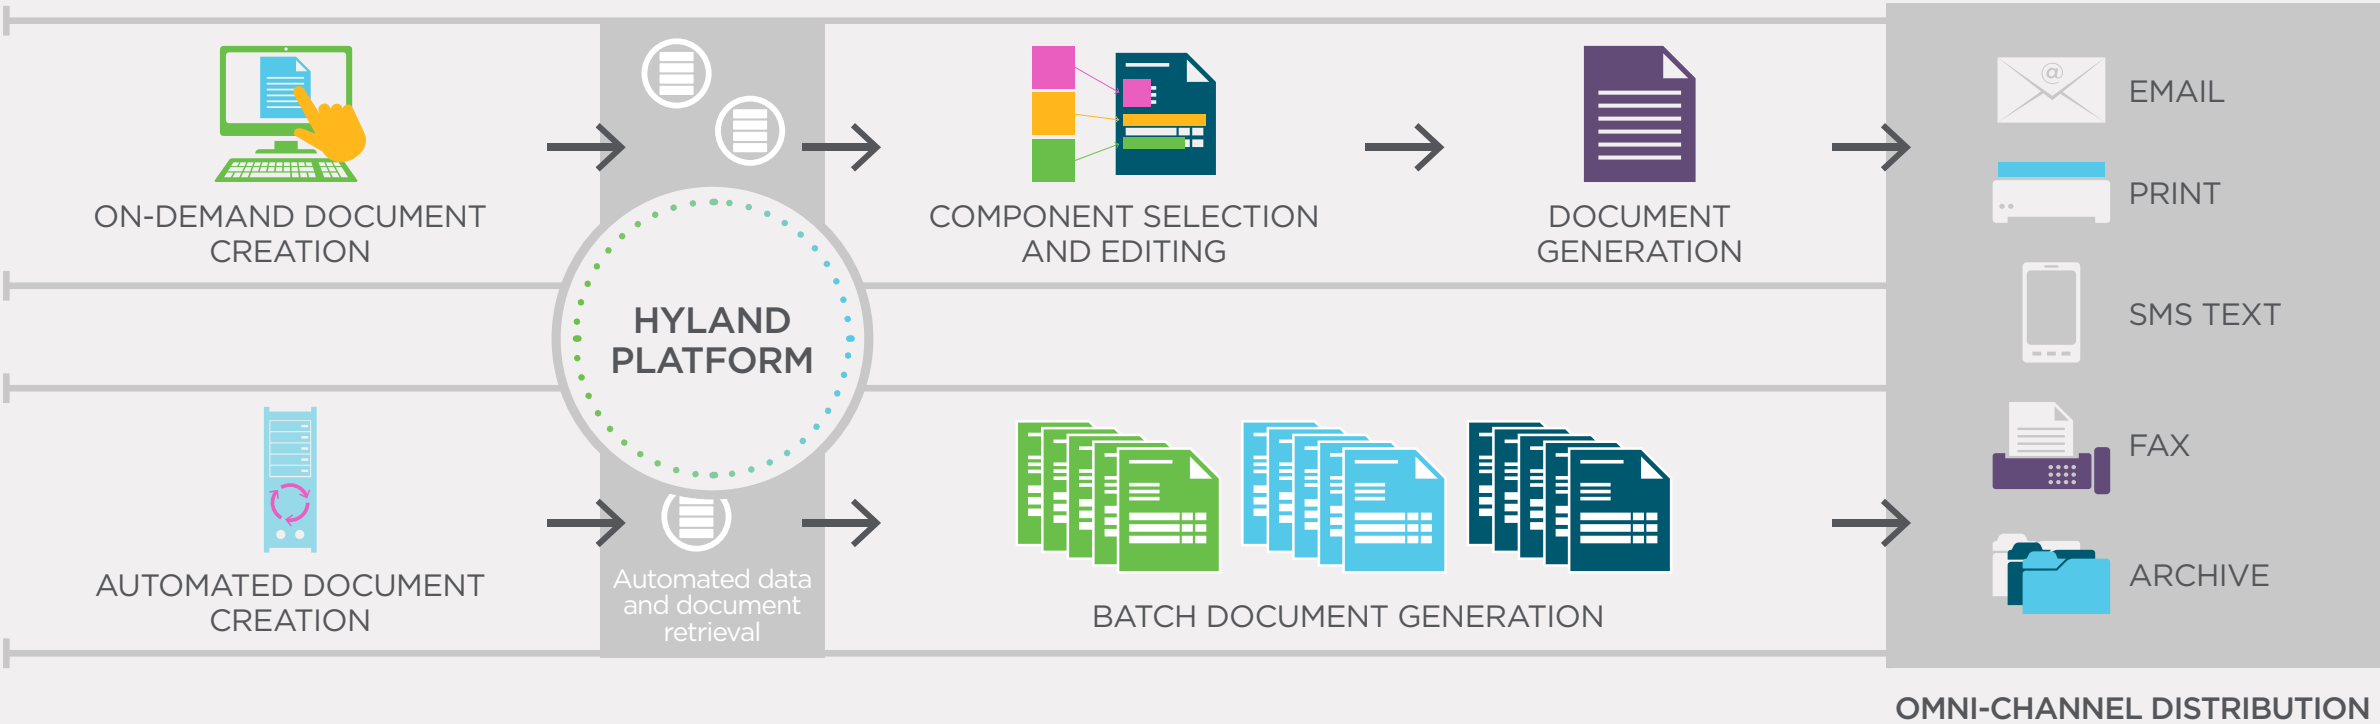 ON-DEMAND DOCUMENT
CREATION
COMPONENT SELECTION
AND EDITING
DOCUMENT
GENERATION
HYLAND
PLATFORM
AUTOMATED DOCUMENT
CREATION
Automated data
and document
retrieval
BATCH DOCUMENT GENERATION
@
EMAIL
PRINT
SMS TEXT
FAX
ARCHIVE
OMNI-CHANNEL DISTRIBUTION